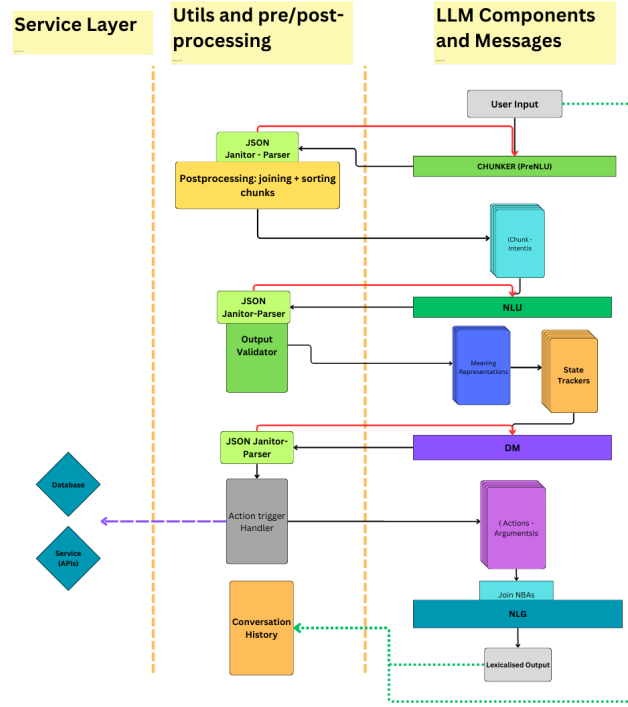 Service Layer
Utils and pre/post-
processing
LLM Components
and Messages
User Input
JSON
Janitor - Parser
CHUNKER (PreNLU)
Postprocessing: joining + sorting
chunks
(Chunk -
Intent)s
JSON
Janitor-Parser
NLU
Output
Validator
Meaning
Representations
State
Trackers
JSON Janitor-
Parser
DM
Database
Action trigger
Handler
( Actions -
Arguments)s
Service
(APIs)
Join NBAs
Conversation
History
NLG
Lexicalised Output